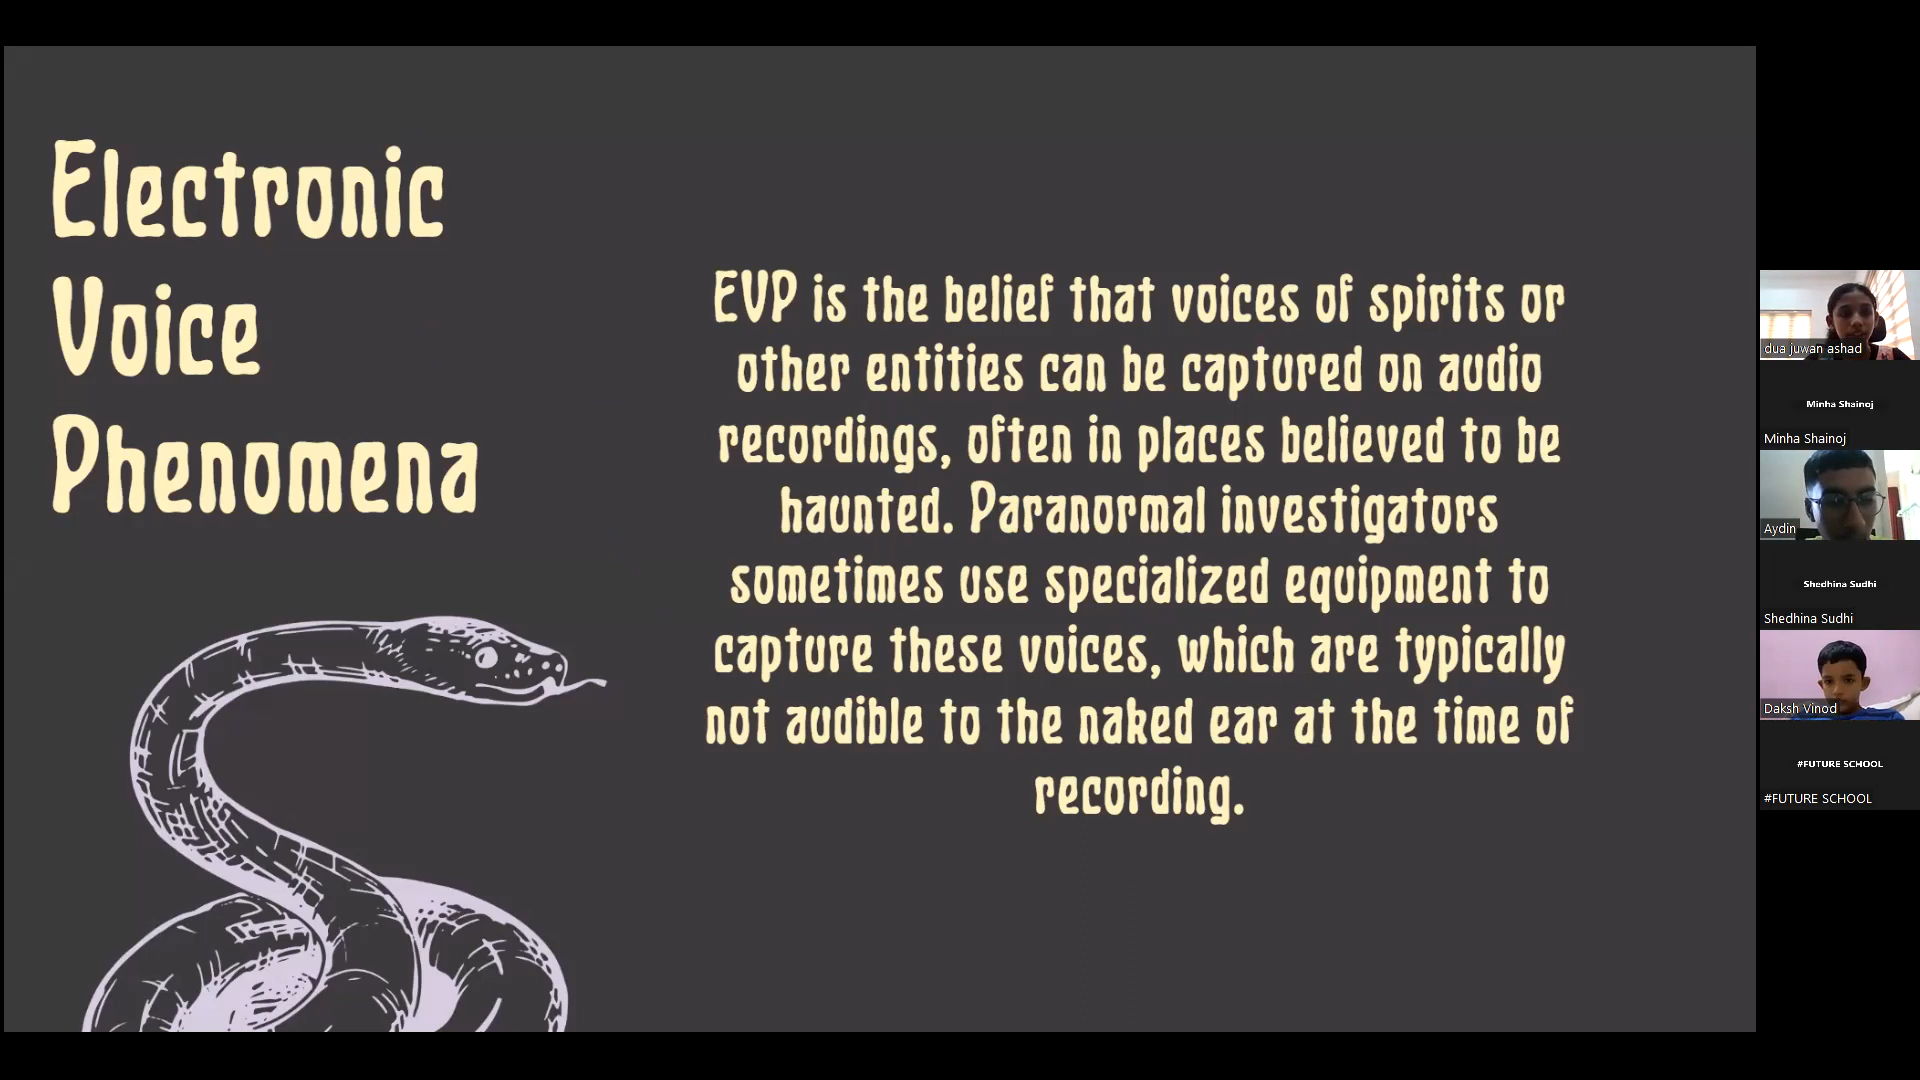 Electronic
Voice
Phenomena
EVP is the belief that voices of spirits or
other entities can be captured on audio
recordings, often in places believed to be
haunted. Paranormal investigators
sometimes use specialized equipment to
capture these voices, which are typically
not audible to the naked ear at the time of
recording.
dua juwan ashad
Minha Shainoj
Minha Shainoj
Aydin
Shedhina Sudhi
Shedhina Sudhi
Daksh Vinod
#FUTURE SCHOOL
#FUTURE SCHOOL